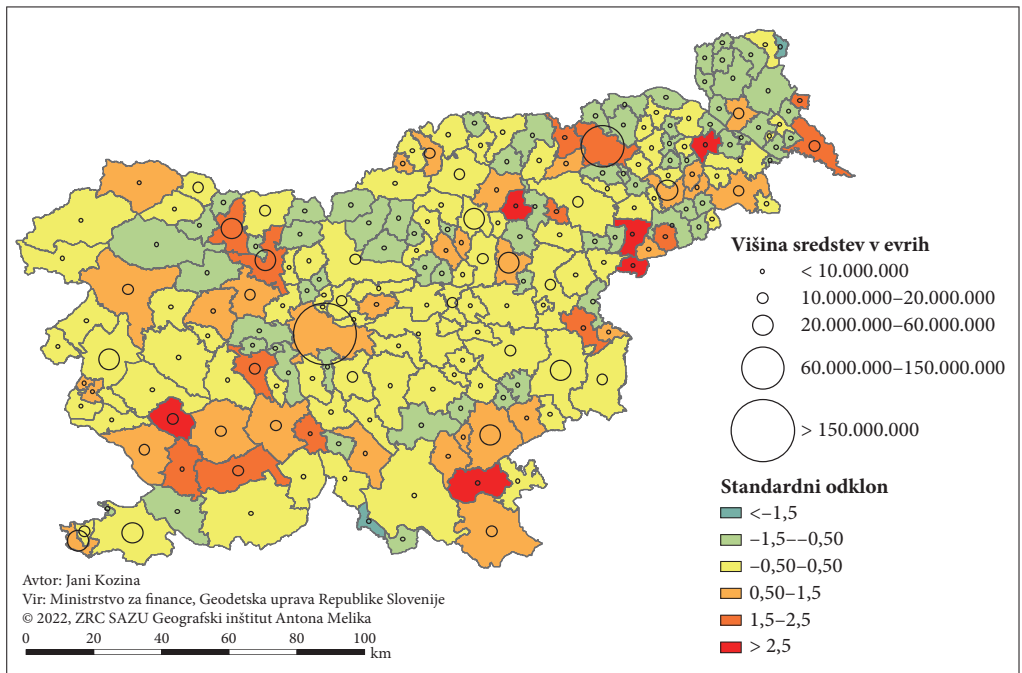 Višina sredstev v evrih
< 10.000.000
10.000.000–20.000.000
20.000.000–60.000.000
60.000.000–150.000.000
> 150.000.000
Standardni odklon
<–1,5
–1,5––0,50
–0,50–0,50
0,50–1,5
1,5–2,5
> 2,5
Avtor: Jani Kozina
Vir: Ministrstvo za finance, Geodetska uprava Republike Slovenije
© 2022, ZRC SAZU Geografski inštitut Antona Melika
0 20 40 60 80 100
km